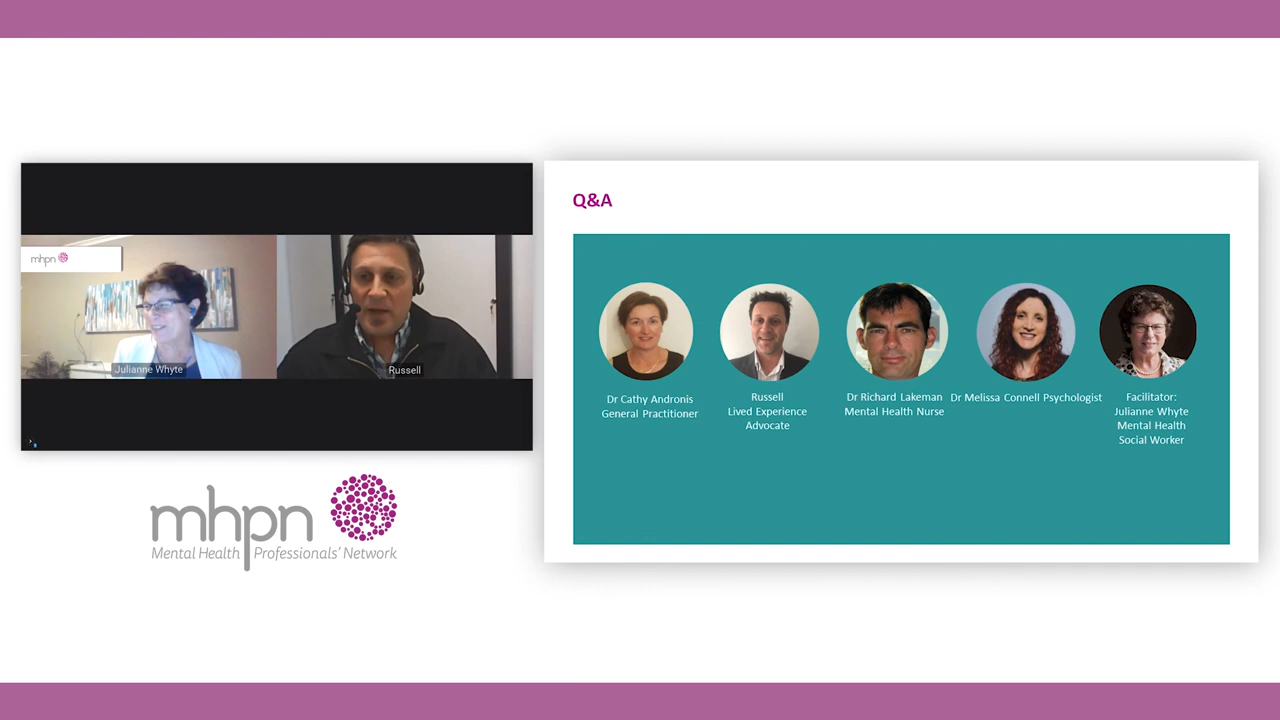 mhpn
Julianne Whyte
Russell
mhpn
Mental Health Professionals' Network
Q&A
Dr Cathy Andronis
General Practitioner
Russell
Lived Experience
Advocate
Dr Richard Lakeman
Mental Health Nurse
Dr Melissa Connell Psychologist
Facilitator:
Julianne Whyte
Mental Health
Social Worker